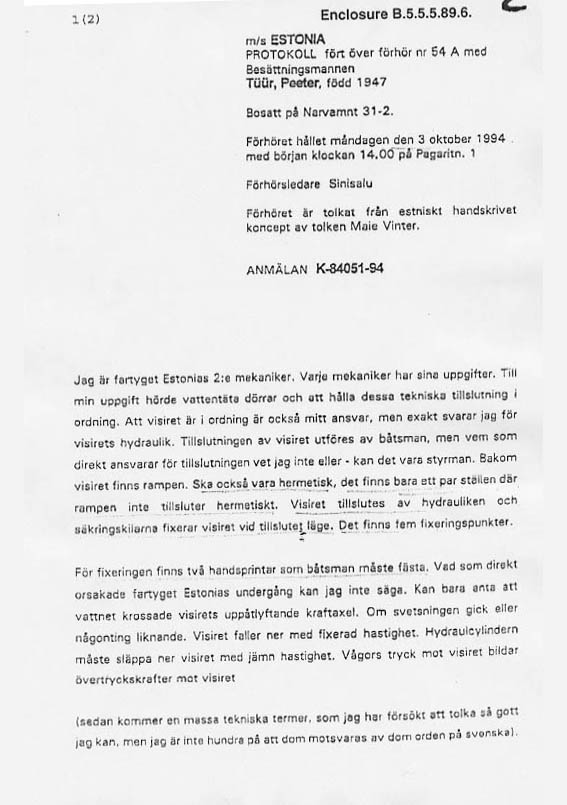 1(2)
Enclosure B.5.5.5.89.6.
m/s ESTONIA
PROTOKOLL fört över förhör nr 54 A med
Besättningsmannen
Tüür, Peeter, född 1947
Bosatt på Narvamnt 31-2.
Förhöret hållet måndagen den 3 oktober 1994
med början klockan 14.00 på Pagaritn. 1
Förhörsledare Sinisalu
Förhöret är tolkat från estniskt handskrivet
koncept av tolken Maie Vinter.
ANMÄLAN K-84051-94
Jag är fartyget Estonias 2:e mekaniker. Varje mekaniker har sina uppgifter. Till
min uppgift hörde vattentäta dörrar och att hålla dessa tekniska tillslutning i
ordning. Att visiret är i ordning är också mitt ansvar, men exakt svarar jag för
visirets hydraulik. Tillslutningen av visiret utföres av båtsman, men vem som
direkt ansvarar för tillslutningen vet jag inte eller - kan det vara styrman. Bakom
visiret finns rampen. Ska också vara hermetisk, det finns bara ett par ställen där
rampen inte tillsluter hermetiskt. Visiret tillslutes av hydrauliken och
säkringskilarna fixerar visiret vid tillslutet läge. Det finns fem fixeringspunkter.
För fixeringen finns två handsprintar som båtsman måste fästa. Vad som direkt
orsakade fartyget Estonias undergång kan jag inte säga. Kan bara anta att
vattnet krossade visirets uppåtlyftande kraftaxel. Om svetsningen gick eller
någonting liknande. Visiret faller ner med fixerad hastighet. Hydraulcylindern
måste släppa ner visiret med jämn hastighet. Vågors tryck mot visiret bildar
övertryckskrafter mot visiret
(sedan kommer en massa tekniska termer, som jag har försökt att tolka så gott
jag kan, men jag är inte hundra på att dom motsvaras av dom orden på svenska).